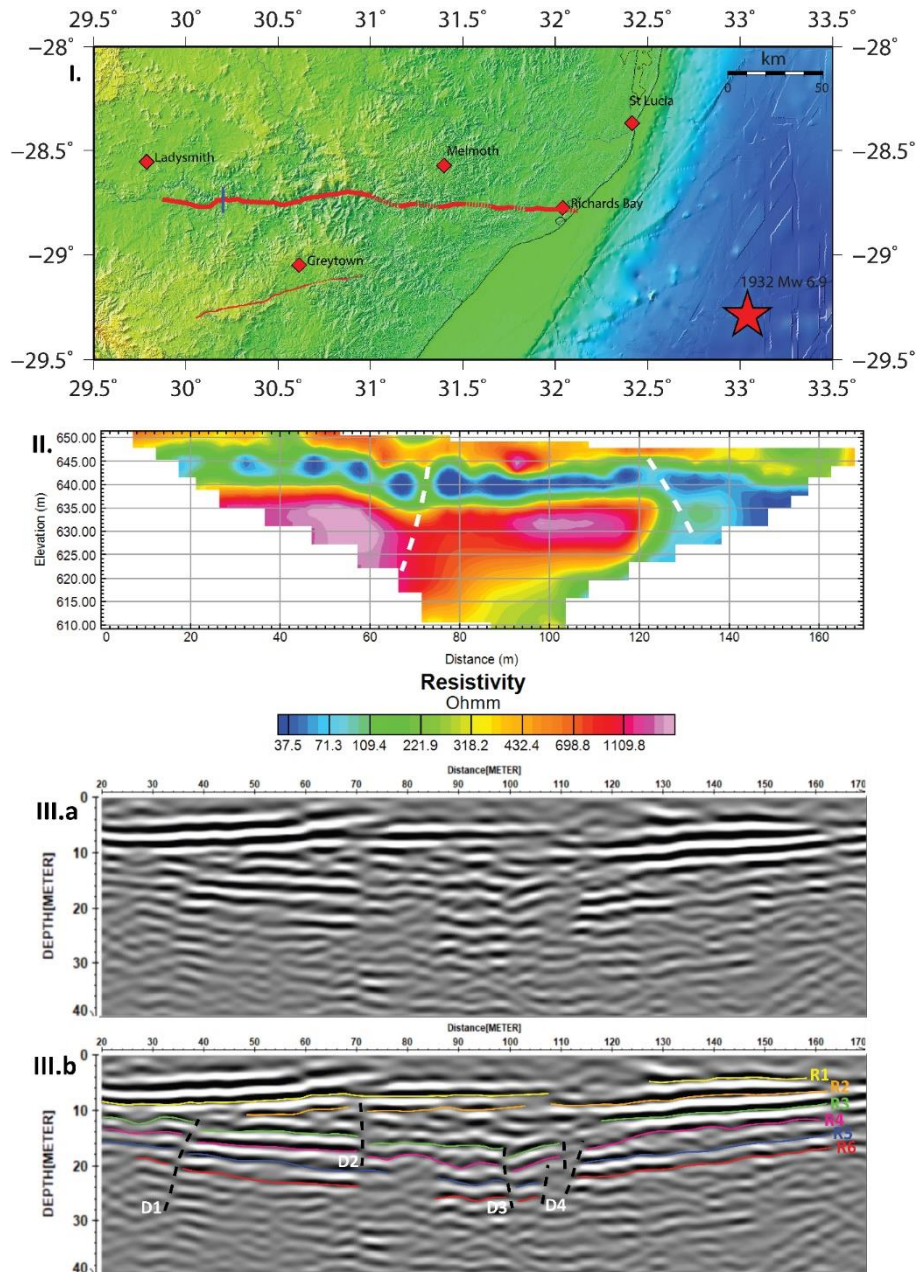 29.5° 30° 30.5° 31° 31.5° 32° 32.5° 33° 33.5°
−28° −28°
I.
km
0 50
St Lucia
−28.5° −28.5°
Ladysmith
Melmoth
Richards Bay
−29° −29°
Greytown
1932 Mw 6.9
−29.5° −29.5°
29.5° 30° 30.5° 31° 31.5° 32° 32.5° 33° 33.5°
II.
650.00
645.00
640.00
635.00
630.00
625.00
620.00
615.00
610.00
Elevation (m)
0 20 40 60 80 100 120 140 160
Distance (m)
Resistivity
Ohmm
37.5 71.3 109.4 221.9 318.2 432.4 698.8 1109.8
Distance[METER]
20 30 40 50 60 70 80 90 100 110 120 130 140 150 160 170
III.a
0
10
20
30
40
DEPTH[METER]
Distance[METER]
20 30 40 50 60 70 80 90 100 110 120 130 140 150 160 170
III.b
0
10
20
30
40
DEPTH[METER]
R1
R2
R3
R4
R5
R6
D1
D2
D3
D4